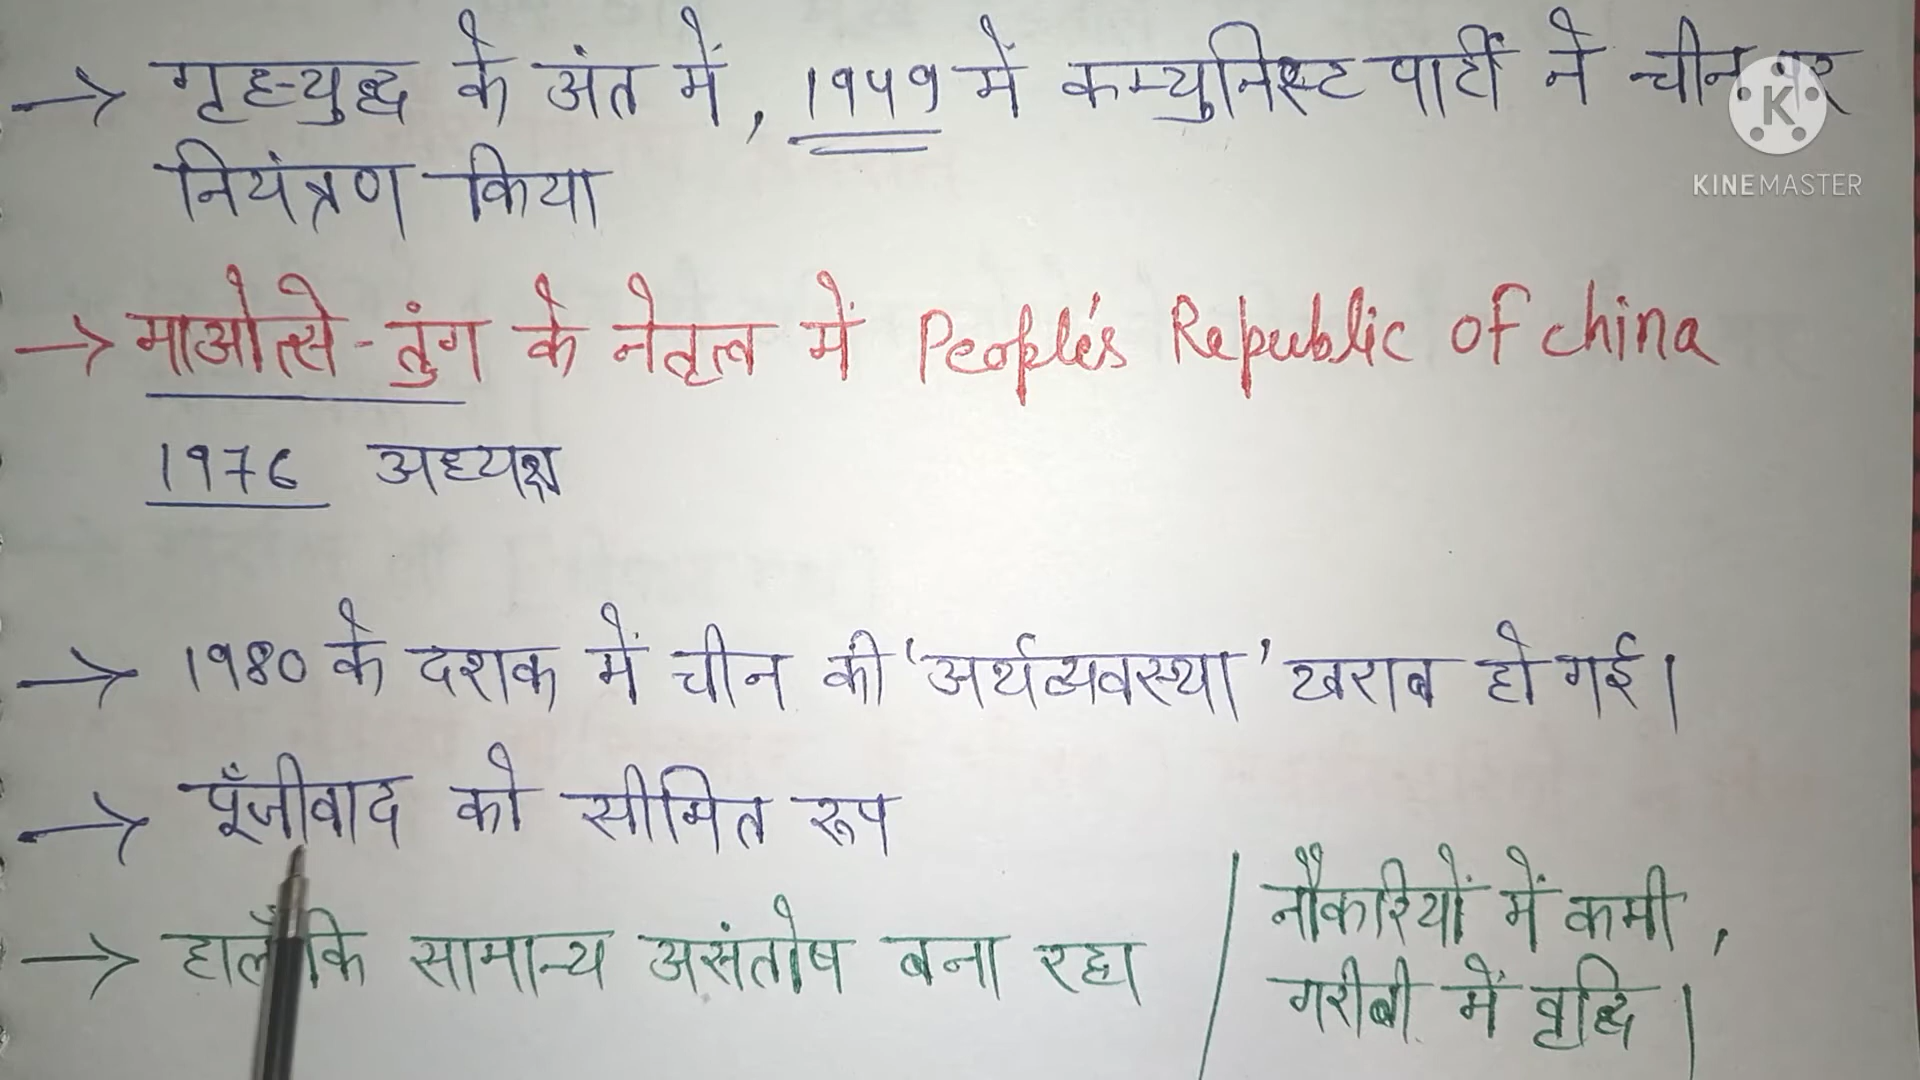 → गृह-युद्ध के अंत में, 1949 में कम्युनिस्ट पार्टी ने चीन पर
नियंत्रण किया
→ माओत्से-तुंग के नेतृत्व में People's Republic of china
1976 अध्यक्ष
→ 1980 के दशक में चीन की 'अर्थव्यवस्था' खराब हो गई।
→ पूँजीवाद को सीमित रूप
→ हालाँकि सामान्य असंतोष बना रहा
नौकरियों में कमी,
गरीबी में वृद्धि।
K
KINEMASTER